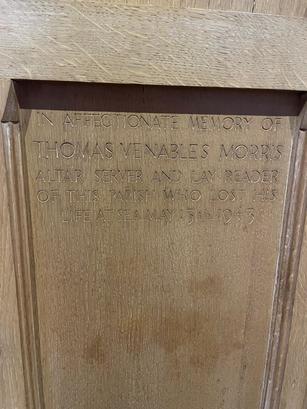 IN AFFECTIONATE MEMORY OF
THOMAS VENABLES MORRIS
ALTAR SERVER AND LAY READER
OF THIS PARISH WHO LOST HIS
LIFE AT SEA MAY 1943